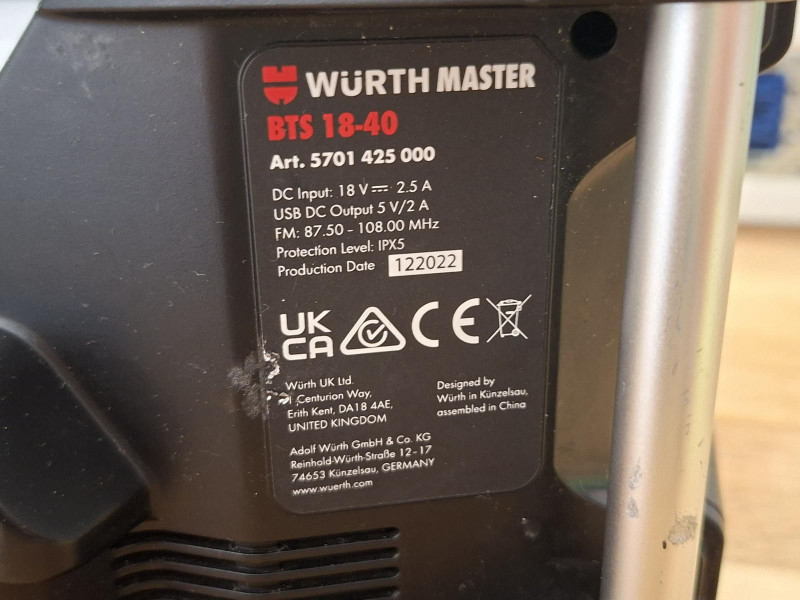 WÜRTH MASTER
BTS 18-40
Art. 5701 425 000
DC Input: 18 V ⎓ 2.5 A
USB DC Output 5 V/2 A
FM: 87.50 - 108.00 MHz
Protection Level: IPX5
Production Date 122022
UK
CA
CE
Würth UK Ltd.
1 Centurion Way,
Erith Kent, DA18 4AE,
UNITED KINGDOM
Designed by
Würth in Künzelsau,
assembled in China
Adolf Würth GmbH & Co. KG
Reinhold-Würth-Straße 12-17
74653 Künzelsau, GERMANY
www.wuerth.com